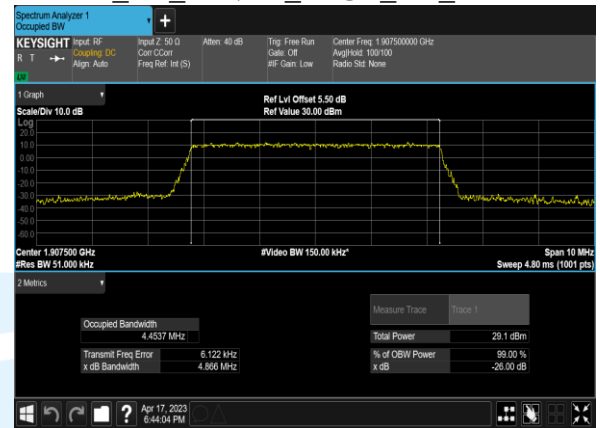 Spectrum Analyzer 1
Occupied BW
KEYSIGHT Input: RF Input Z: 50 Ω Atten: 40 dB Trig: Free Run Center Freq: 1.907500000 GHz
Coupling: DC Corr CCorr Gate: Off Avg|Hold: 100/100
R T Align: Auto Freq Ref: Int (S) #IF Gain: Low Radio Std: None
1 Graph
Ref Lvl Offset 5.50 dB
Scale/Div 10.0 dB Ref Value 30.00 dBm
Log
20.0
10.0
0.00
-10.0
-20.0
-30.0
-40.0
-50.0
-60.0
Center 1.907500 GHz #Video BW 150.00 kHz* Span 10 MHz
#Res BW 51.000 kHz Sweep 4.80 ms (1001 pts)
2 Metrics
Measure Trace Trace 1
Occupied Bandwidth
4.4537 MHz
Total Power 29.1 dBm
Transmit Freq Error 6.122 kHz % of OBW Power 99.00 %
x dB Bandwidth 4.866 MHz x dB -26.00 dB
Apr 17, 2023
6:44:04 PM